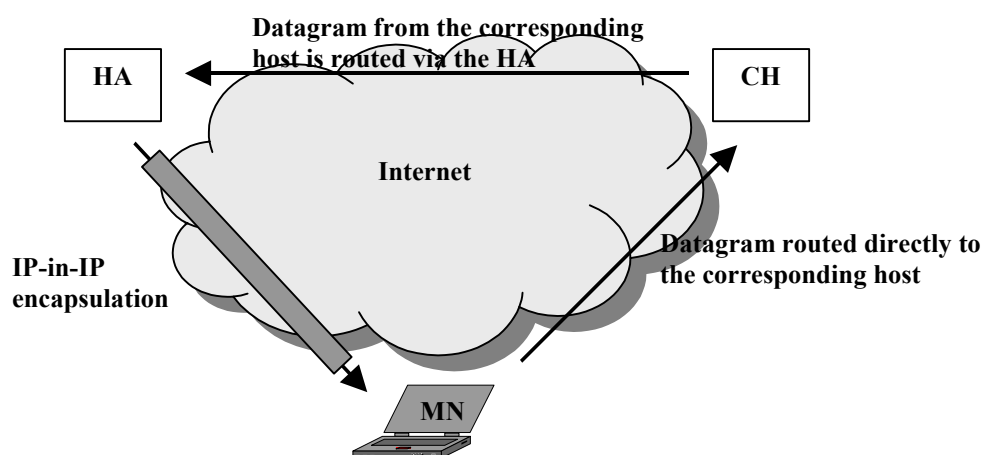 Datagram from the corresponding
host is routed via the HA
HA
CH
Internet
Datagram routed directly to
the corresponding host
IP-in-IP
encapsulation
MN